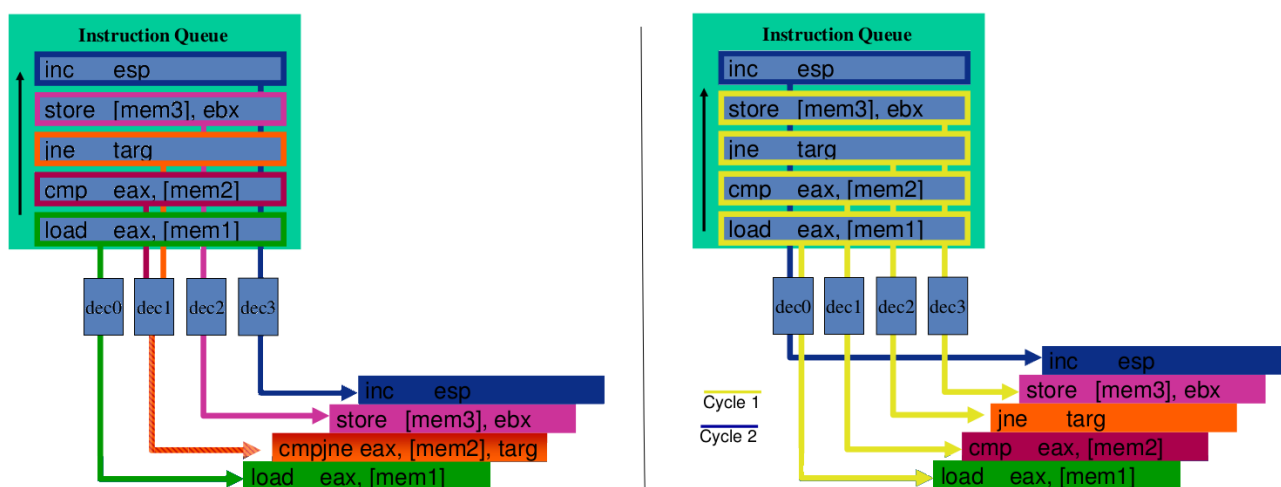 Instruction Queue
inc esp
store [mem3], ebx
jne targ
cmp eax, [mem2]
load eax, [mem1]
dec0 dec1 dec2 dec3
inc esp
store [mem3], ebx
cmpjne eax, [mem2], targ
load eax, [mem1]
Instruction Queue
inc esp
store [mem3], ebx
jne targ
cmp eax, [mem2]
load eax, [mem1]
dec0 dec1 dec2 dec3
Cycle 1
Cycle 2
inc esp
store [mem3], ebx
jne targ
cmp eax, [mem2]
load eax, [mem1]